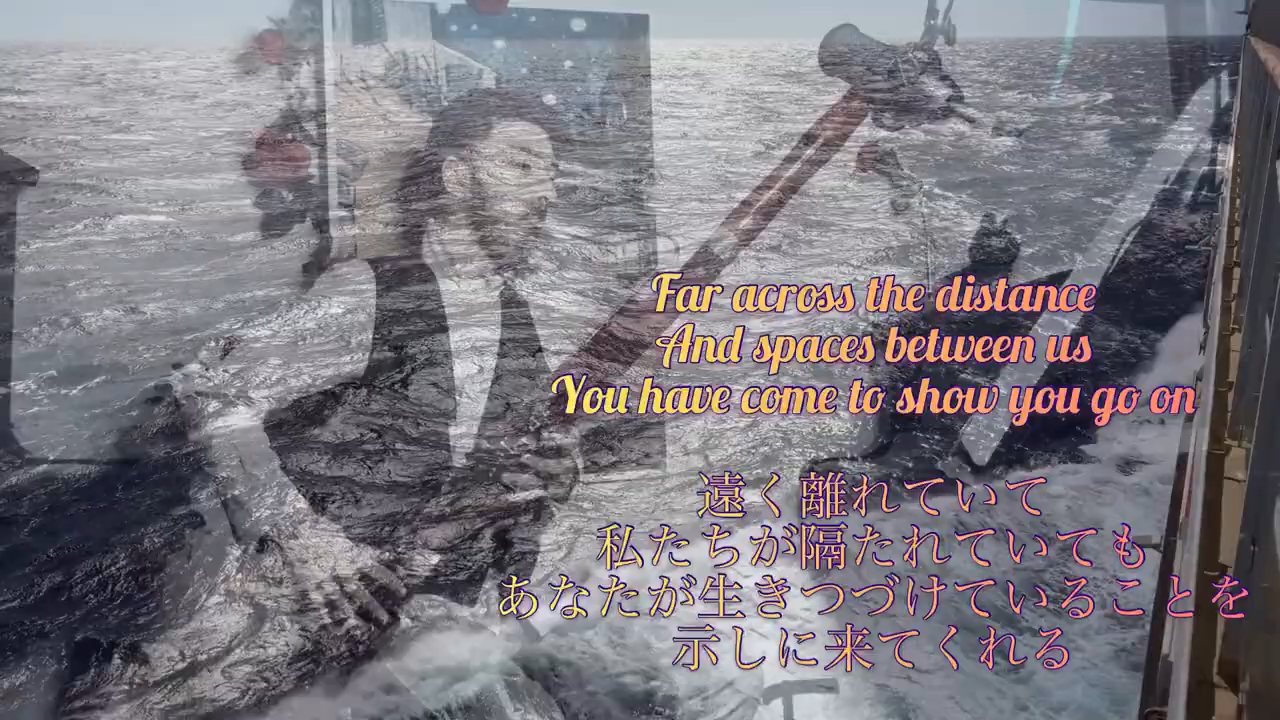 Far across the distance
And spaces between us
You have come to show you go on
遠く離れていて
私たちが隔たれていても
あなたが生きつづけていることを
示しに来てくれる